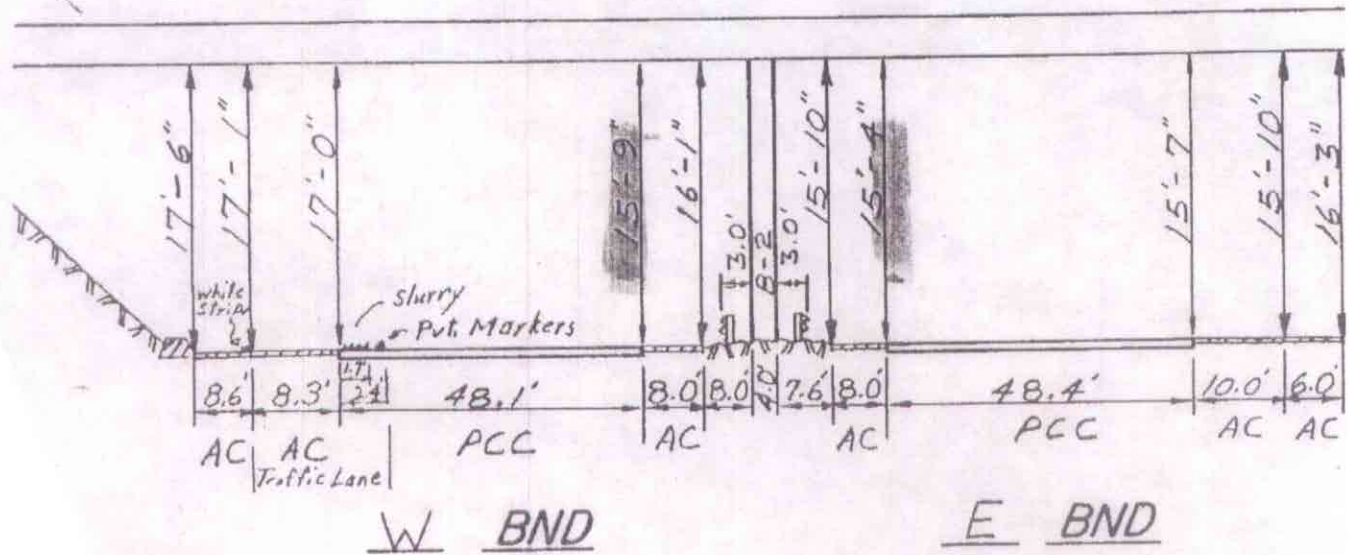 17'-6"
17'-1"
17'-0"
15'-9"
16'-1"
3.0'
B-2
3.0'
15'-10"
15'-4"
15'-7"
15'-10"
16'-3"
White
Strip
Slurry
Pvt. Markers
8.6' 8.3' 48.1' 8.0' 8.0' 4.0' 7.6' 8.0' 48.4' 10.0' 6.0'
AC AC PCC AC AC PCC AC AC
Traffic Lane
W BND E BND